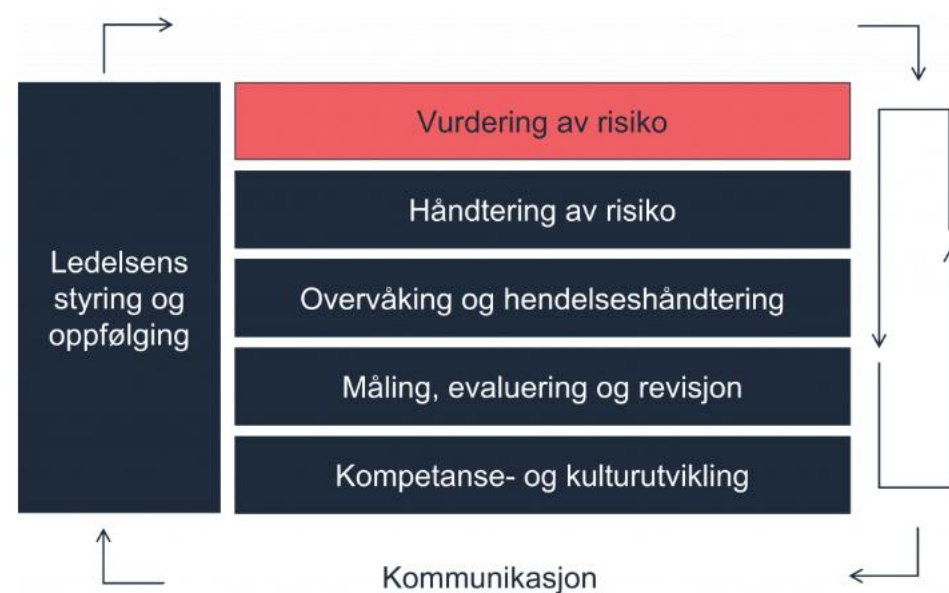 Vurdering av risiko
Håndtering av risiko
Ledelsens
styring og
oppfølging
Overvåking og hendelseshåndtering
Måling, evaluering og revisjon
Kompetanse- og kulturutvikling
Kommunikasjon